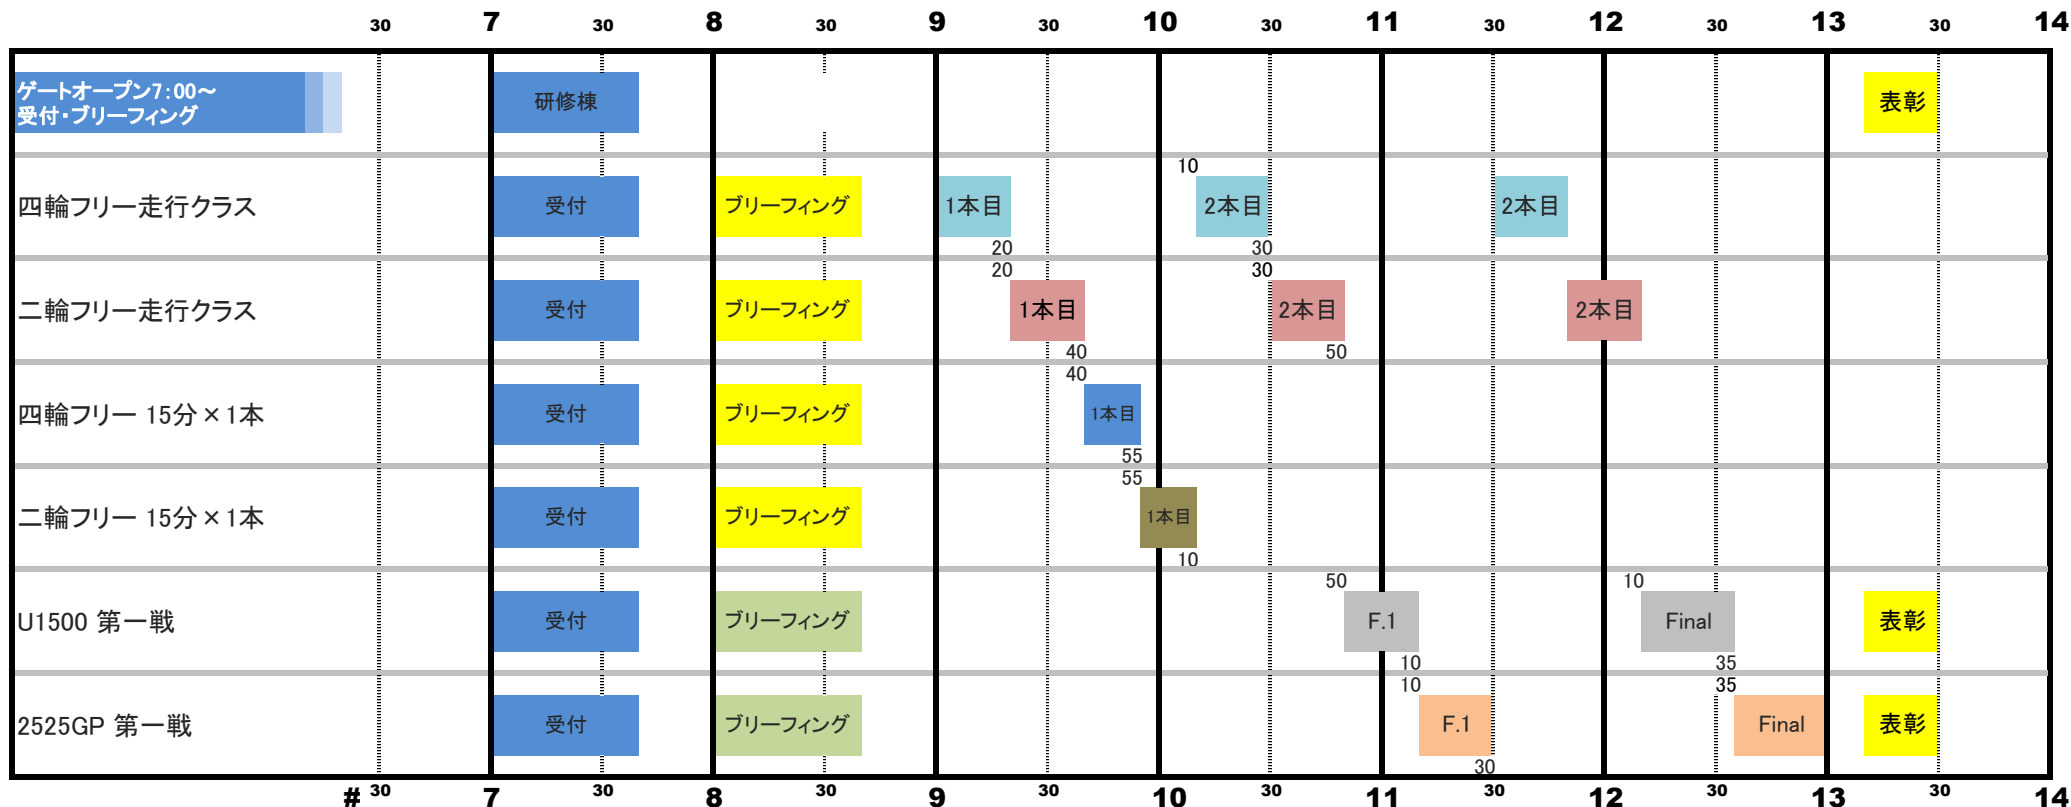 30 7 30 8 30 9 30 10 30 11 30 12 30 13 30 14
ゲートオープン7:00～
受付・ブリーフィング
研修棟
表彰
10
四輪フリー走行クラス 受付 ブリーフィング 1本目 2本目 2本目
20 30
20 30
二輪フリー走行クラス 受付 ブリーフィング 1本目 2本目 2本目
40 50
40
四輪フリー 15分×1本 受付 ブリーフィング 1本目
55
55
二輪フリー 15分×1本 受付 ブリーフィング 1本目
10
50 10
U1500 第一戦 受付 ブリーフィング F.1 Final 表彰
10 35
10 35
2525GP 第一戦 受付 ブリーフィング F.1 Final 表彰
30
# 30 7 30 8 30 9 30 10 30 11 30 12 30 13 30 14